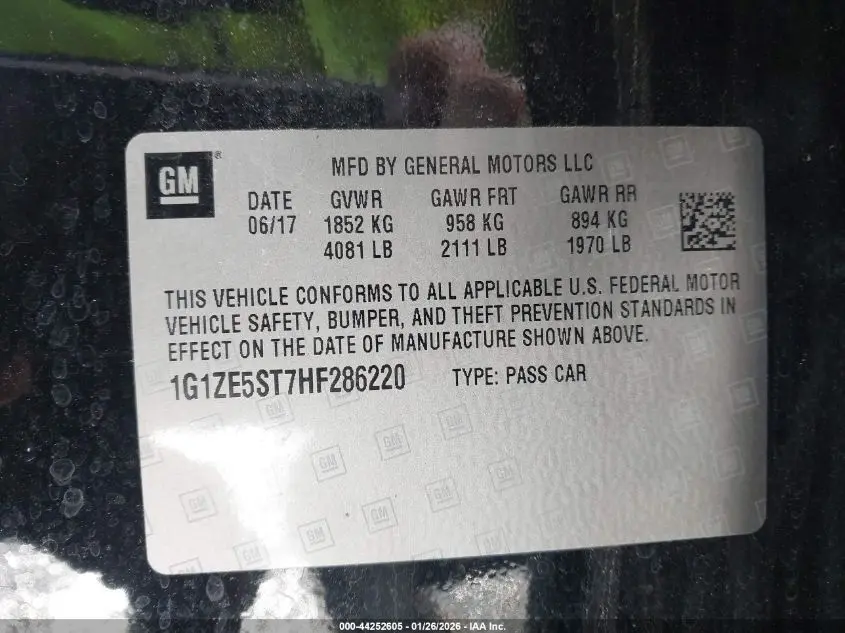 GM
MFD BY GENERAL MOTORS LLC
DATE GVWR GAWR FRT GAWR RR
06/17 1852 KG 958 KG 894 KG
4081 LB 2111 LB 1970 LB
THIS VEHICLE CONFORMS TO ALL APPLICABLE U.S. FEDERAL MOTOR
VEHICLE SAFETY, BUMPER, AND THEFT PREVENTION STANDARDS IN
EFFECT ON THE DATE OF MANUFACTURE SHOWN ABOVE.
1G1ZE5ST7HF286220 TYPE: PASS CAR
000-44252605 - 01/26/2026 - IAA Inc.